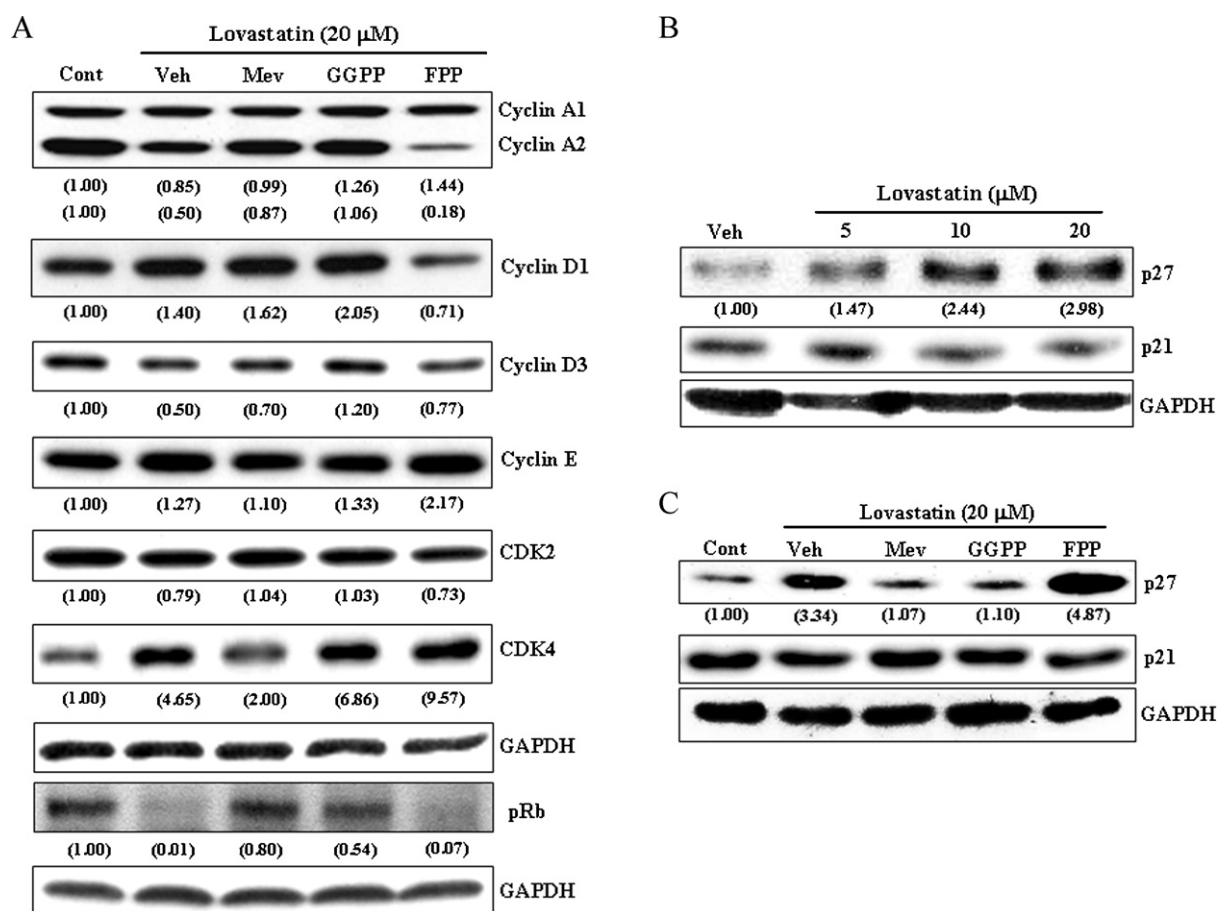 A
Lovastatin (20 μM)
Cont Veh Mev GGPP FPP
Cyclin A1
Cyclin A2
(1.00) (0.85) (0.99) (1.26) (1.44)
(1.00) (0.50) (0.87) (1.06) (0.18)
Cyclin D1
(1.00) (1.40) (1.62) (2.05) (0.71)
Cyclin D3
(1.00) (0.50) (0.70) (1.20) (0.77)
Cyclin E
(1.00) (1.27) (1.10) (1.33) (2.17)
CDK2
(1.00) (0.79) (1.04) (1.03) (0.73)
CDK4
(1.00) (4.65) (2.00) (6.86) (9.57)
GAPDH
pRb
(1.00) (0.01) (0.80) (0.54) (0.07)
GAPDH
B
Lovastatin (μM)
Veh 5 10 20
p27
(1.00) (1.47) (2.44) (2.98)
p21
GAPDH
C
Lovastatin (20 μM)
Cont Veh Mev GGPP FPP
p27
(1.00) (3.34) (1.07) (1.10) (4.87)
p21
GAPDH